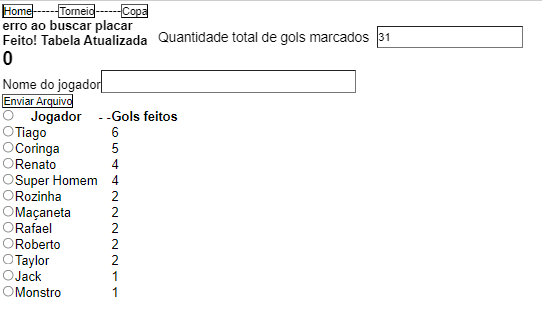 Home------Torneio------Copa
erro ao buscar placar
Feito! Tabela Atualizada
Quantidade total de gols marcados 31
0
Nome do jogador
Enviar Arquivo
Jogador - -Gols feitos
Tiago 6
Coringa 5
Renato 4
Super Homem 4
Rozinha 2
Maçaneta 2
Rafael 2
Roberto 2
Taylor 2
Jack 1
Monstro 1